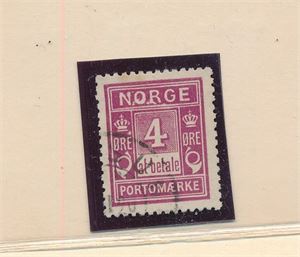 NORGE
4
ØRE ØRE
at betale
PORTOMÆRKE